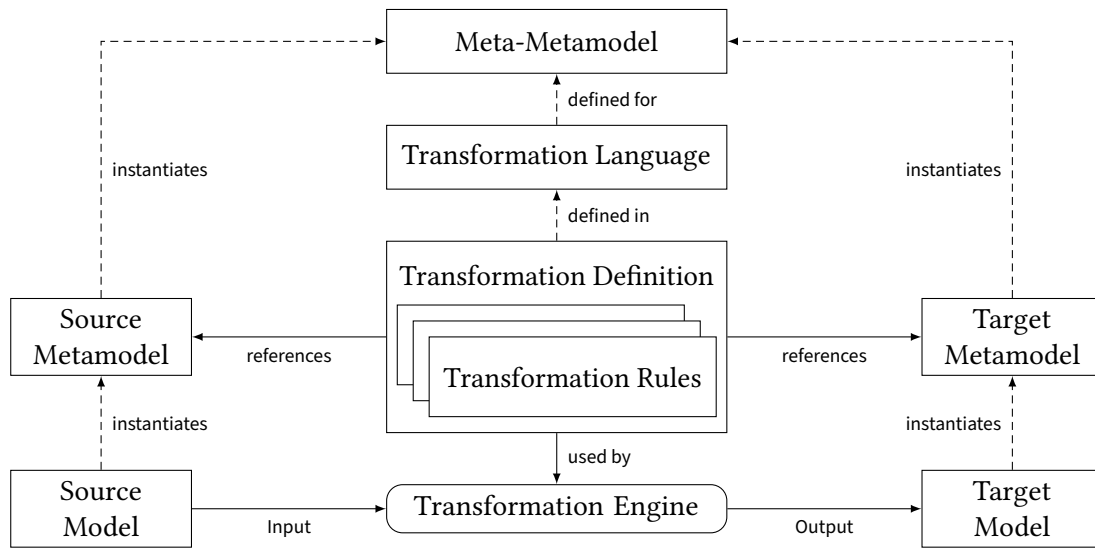 Meta-Metamodel
defined for
Transformation Language
instantiates
instantiates
defined in
Transformation Definition
Source
Metamodel
Target
Metamodel
references
references
Transformation Rules
instantiates
instantiates
used by
Source
Model
Transformation Engine
Target
Model
Input
Output